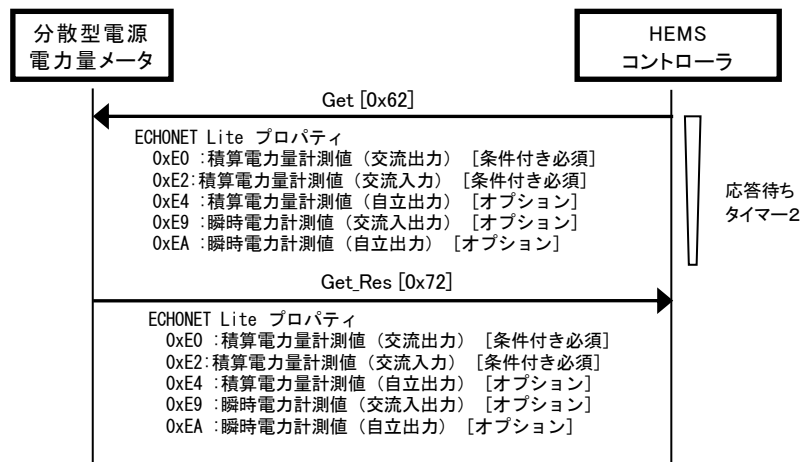 分散型電源
電力量メータ
HEMS
コントローラ
Get [0x62]
ECHONET Lite プロパティ
0xE0 :積算電力量計測値（交流出力） [条件付き必須]
0xE2:積算電力量計測値（交流入力） [条件付き必須]
0xE4 :積算電力量計測値（自立出力） [オプション]
0xE9 :瞬時電力計測値（交流入出力） [オプション]
0xEA :瞬時電力計測値（自立出力） [オプション]
応答待ち
タイマー2
Get_Res [0x72]
ECHONET Lite プロパティ
0xE0 :積算電力量計測値（交流出力） [条件付き必須]
0xE2:積算電力量計測値（交流入力） [条件付き必須]
0xE4 :積算電力量計測値（自立出力） [オプション]
0xE9 :瞬時電力計測値（交流入出力） [オプション]
0xEA :瞬時電力計測値（自立出力） [オプション]